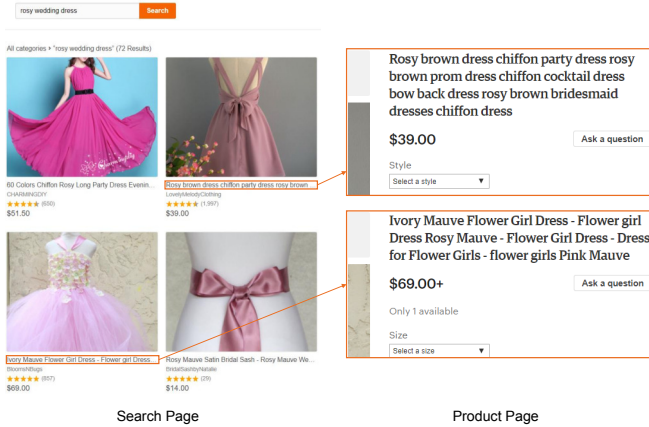 rosy wedding dress
Search
All categories ▸ "rosy wedding dress" (72 Results)
60 Colors Chiffon Rosy Long Party Dress Evenin...
CHARMINGDIY
★★★★★ (650)
$51.50
Rosy brown dress chiffon party dress rosy brown
LovelyMelodyClothing
★★★★★ (1,997)
$39.00
Ivory Mauve Flower Girl Dress - Flower girl Dress...
BloomsNBugs
★★★★★ (857)
$69.00
Rosy Mauve Satin Bridal Sash - Rosy Mauve We...
BridalSashbyNatalie
★★★★★ (29)
$14.00
Search Page
Rosy brown dress chiffon party dress rosy
brown prom dress chiffon cocktail dress
bow back dress rosy brown bridesmaid
dresses chiffon dress
$39.00
Ask a question
Style
Select a style
Ivory Mauve Flower Girl Dress - Flower girl
Dress Rosy Mauve - Flower Girl Dress - Dress
for Flower Girls - flower girls Pink Mauve
$69.00+
Ask a question
Only 1 available
Size
Select a size
Product Page